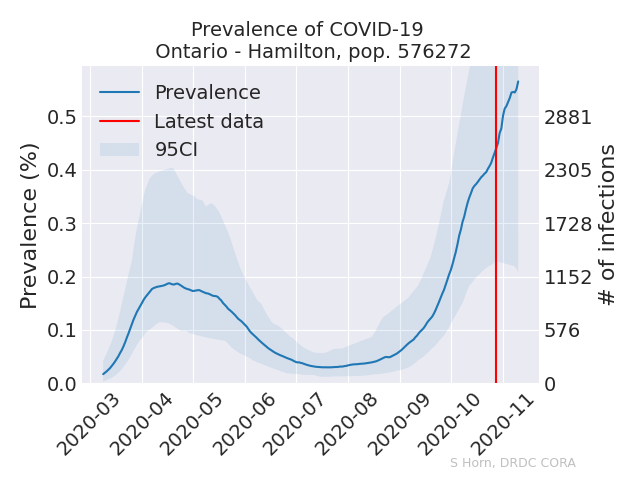 Prevalence of COVID-19
Ontario - Hamilton, pop. 576272
Prevalence
Latest data
95CI
Prevalence (%)
0.5
0.4
0.3
0.2
0.1
0.0
2881
2305
1728
1152
576
0
# of infections
2020-03
2020-04
2020-05
2020-06
2020-07
2020-08
2020-09
2020-10
2020-11
S Horn, DRDC CORA